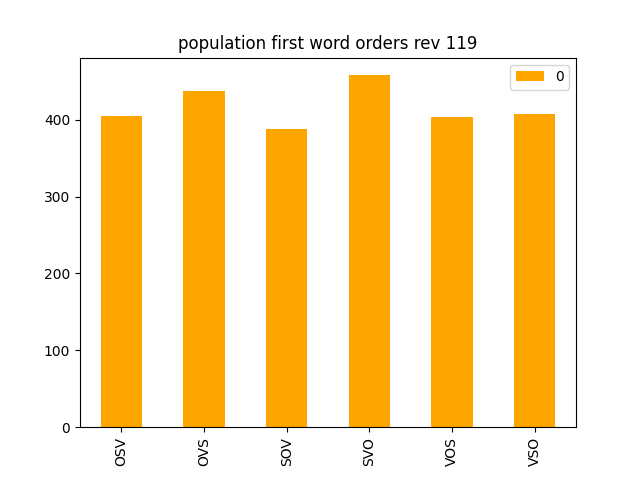 population first word orders rev 119
0
400
300
200
100
0
OSV
OVS
SOV
SVO
VOS
VSO